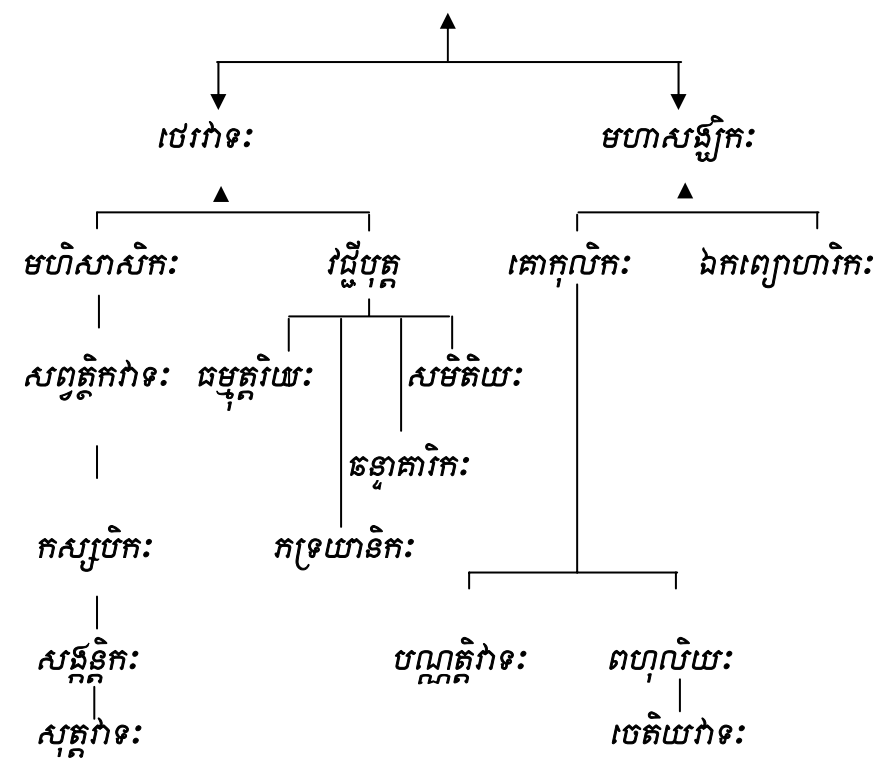 ថេរវាទៈ មហាសង្ឃិកៈ
មហិសាសិកៈ វជ្ជីបុត្ត គោកុលិកៈ ឯកព្យោហារិកៈ
សព្វត្ថិកវាទៈ ធម្មុត្តរិយៈ សមិតិយៈ
ឆន្ទាគារិកៈ
កស្សបិកៈ ភទ្រយានិកៈ
សង្កន្តិកៈ បណ្ណត្តិវាទៈ ពហុលិយៈ
សុត្តវាទៈ ចេតិយវាទៈ